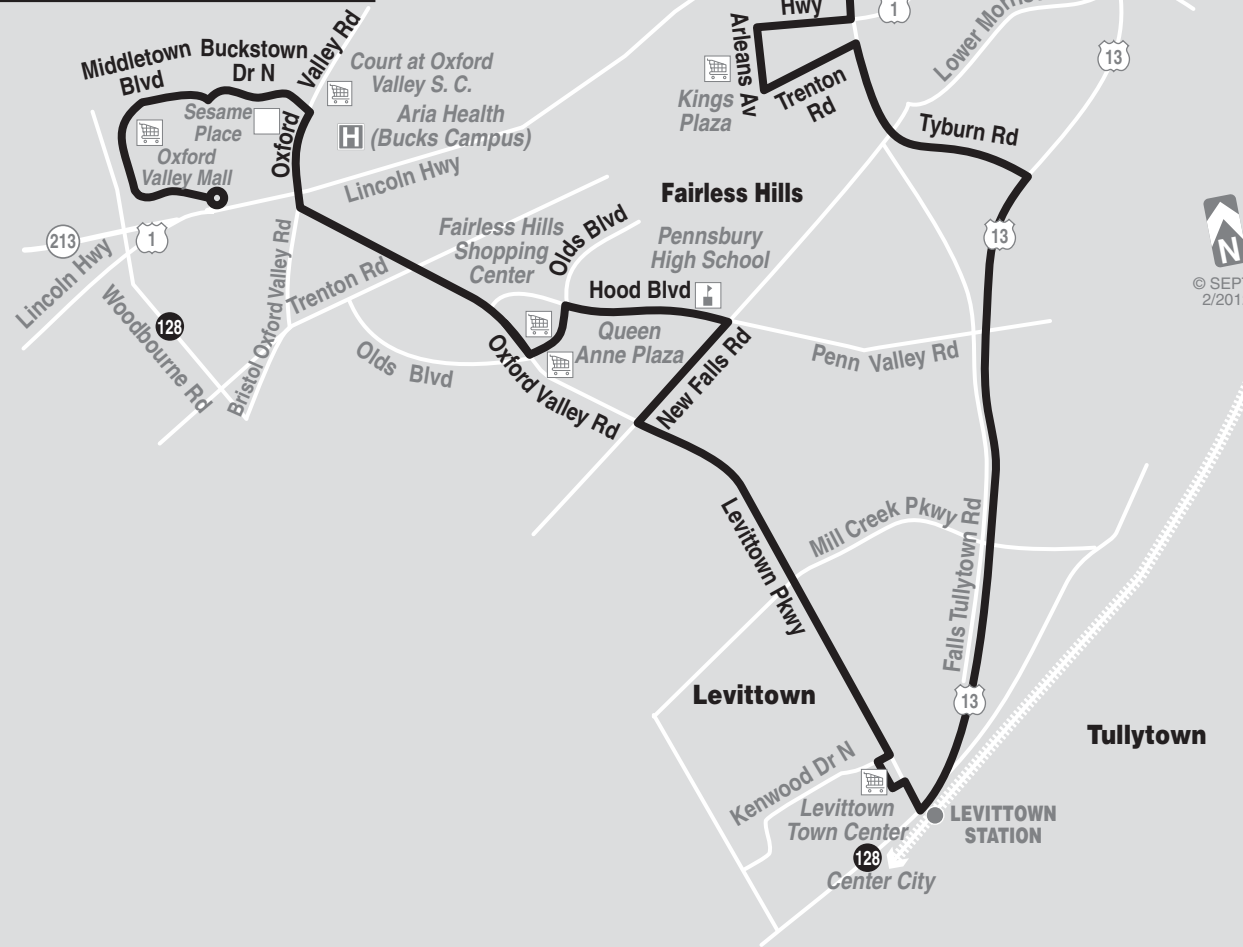 Hwy
1
Arleans Av
Lower Morris
13
Kings
Plaza
Trenton
Rd
Tyburn Rd
Middletown
Blvd
Buckstown
Dr N
Valley Rd
Oxford
Court at Oxford
Valley S. C.
Sesame
Place
Aria Health
(Bucks Campus)
H
Oxford
Valley Mall
Lincoln Hwy
Fairless Hills
13
N
© SEPT
2/201
213
1
Lincoln Hwy
Woodbourne Rd
128
Bristol Oxford Valley Rd
Trenton Rd
Fairless Hills
Shopping
Center
Olds Blvd
Pennsbury
High School
Hood Blvd
Queen
Anne Plaza
Olds Blvd
Oxford Valley Rd
New Falls Rd
Penn Valley Rd
Levittown Pkwy
Mill Creek Pkwy
Falls Tullytown Rd
Levittown
13
Tullytown
Kenwood Dr N
Levittown
Town Center
LEVITTOWN
STATION
128
Center City